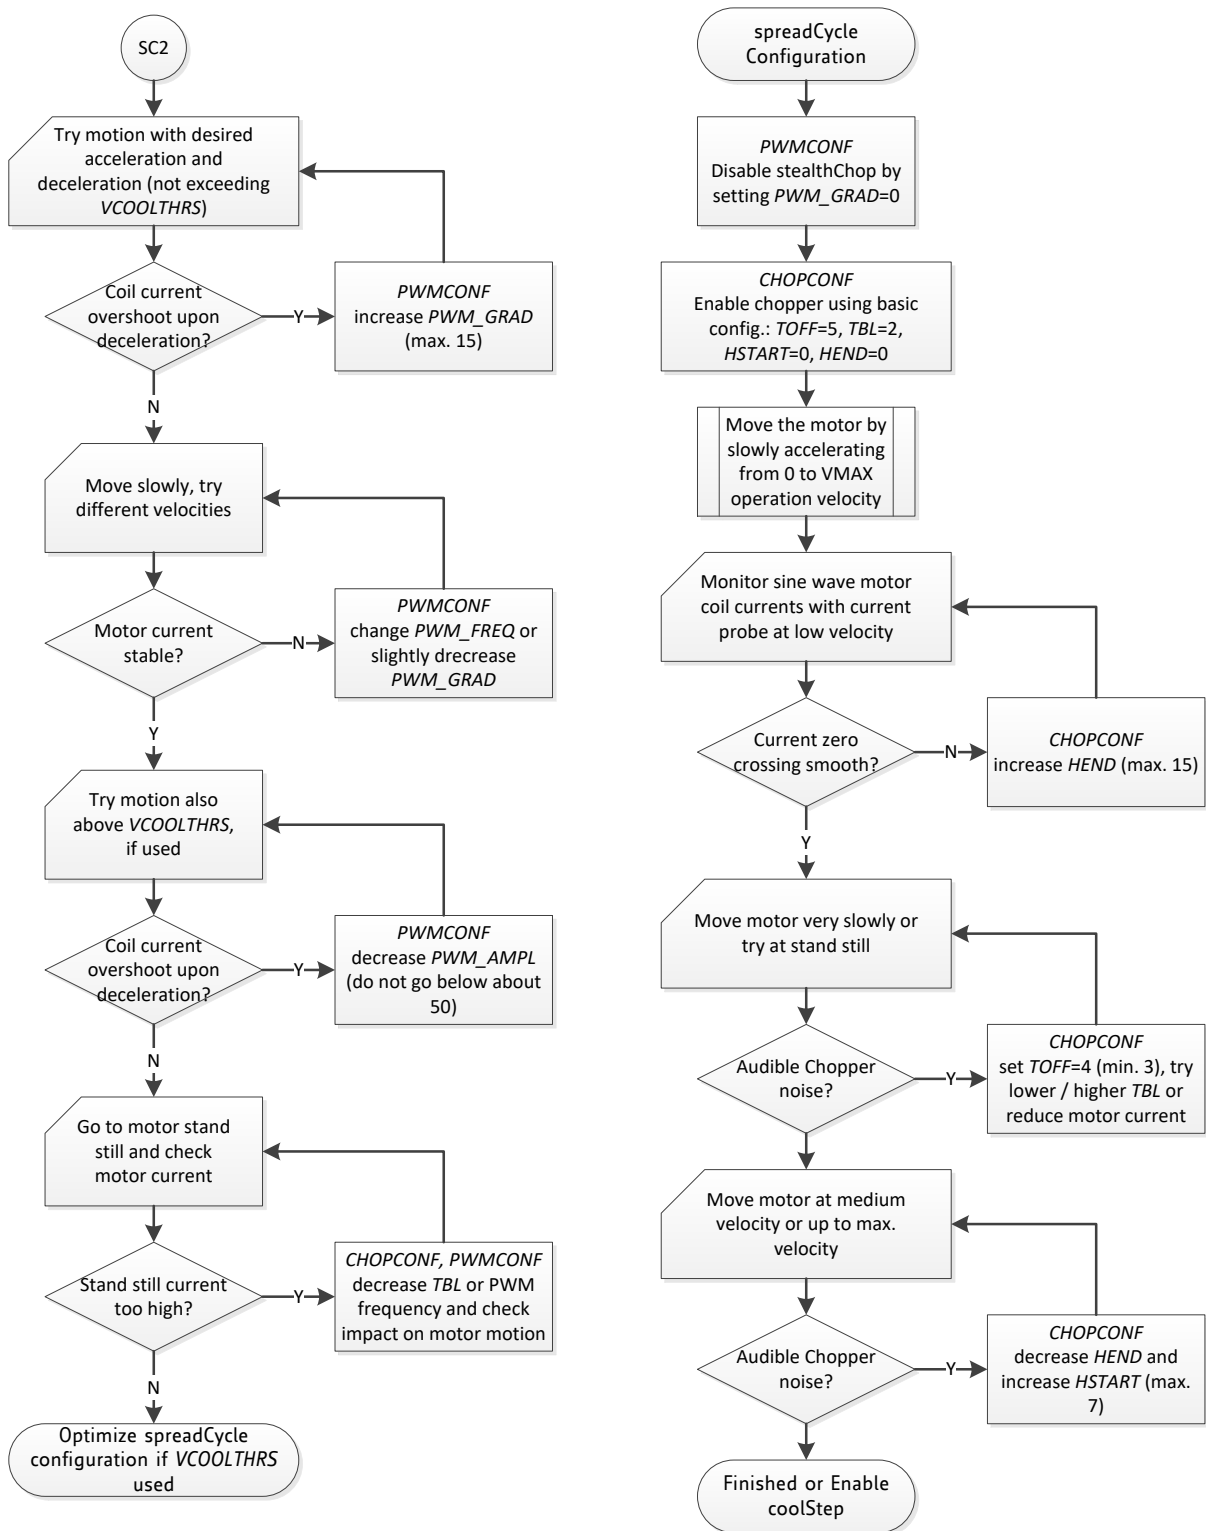 SC2
Try motion with desired
acceleration and
deceleration (not exceeding
VCOOLTHRS)
Coil current
overshoot upon
deceleration?
Y
PWMCONF
increase PWM_GRAD
(max. 15)
N
Move slowly, try
different velocities
Motor current
stable?
N
PWMCONF
change PWM_FREQ or
slightly drecrease
PWM_GRAD
Y
Try motion also
above VCOOLTHRS,
if used
Coil current
overshoot upon
deceleration?
Y
PWMCONF
decrease PWM_AMPL
(do not go below about
50)
N
Go to motor stand
still and check
motor current
Stand still current
too high?
Y
CHOPCONF, PWMCONF
decrease TBL or PWM
frequency and check
impact on motor motion
N
Optimize spreadCycle
configuration if VCOOLTHRS
used
spreadCycle
Configuration
PWMCONF
Disable stealthChop by
setting PWM_GRAD=0
CHOPCONF
Enable chopper using basic
config.: TOFF=5, TBL=2,
HSTART=0, HEND=0
Move the motor by
slowly accelerating
from 0 to VMAX
operation velocity
Monitor sine wave motor
coil currents with current
probe at low velocity
Current zero
crossing smooth?
N
CHOPCONF
increase HEND (max. 15)
Y
Move motor very slowly or
try at stand still
Audible Chopper
noise?
Y
CHOPCONF
set TOFF=4 (min. 3), try
lower / higher TBL or
reduce motor current
Move motor at medium
velocity or up to max.
velocity
Audible Chopper
noise?
Y
CHOPCONF
decrease HEND and
increase HSTART (max.
7)
Finished or Enable
coolStep